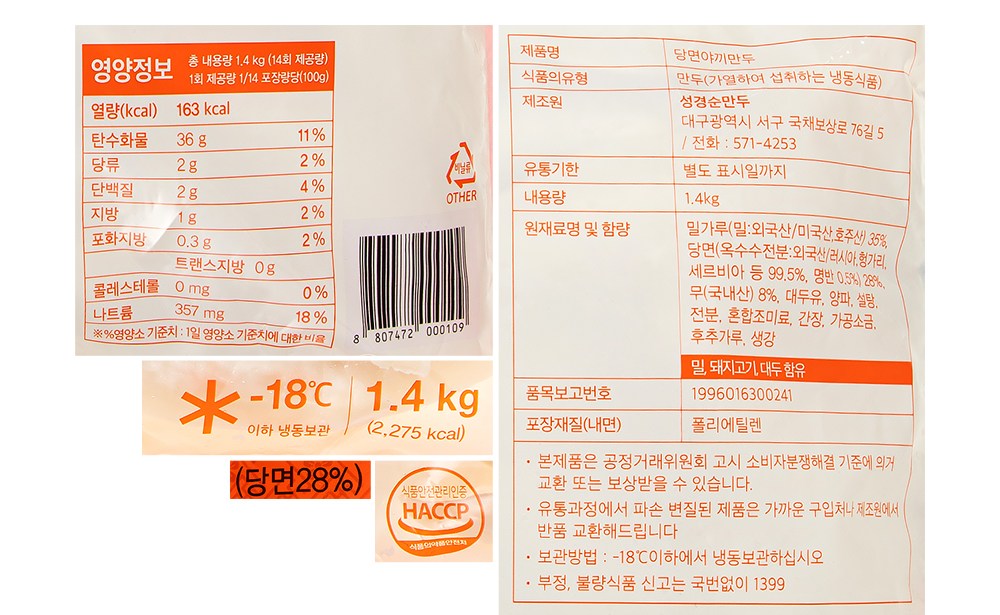 영양정보
총 내용량 1.4 kg (14회 제공량)
1회 제공량 1/14 포장량당(100g)
열량(kcal) 163 kcal
탄수화물 36 g 11%
당류 2 g 2%
단백질 2 g 4%
지방 1 g 2%
포화지방 0.3 g 2%
트랜스지방 0 g
콜레스테롤 0 mg 0%
나트륨 357 mg 18%
※%영양소 기준치 : 1일 영양소 기준치에 대한 비율
비닐류
OTHER
8 807472 000109
-18℃
이하 냉동보관
1.4 kg
(2,275 kcal)
(당면28%)
식품안전관리인증
HACCP
식품의약품안전처
제품명 당면야끼만두
식품의유형 만두(가열하여 섭취하는 냉동식품)
제조원 성경순만두
대구광역시 서구 국채보상로 76길 5
/ 전화 : 571-4253
유통기한 별도 표시일까지
내용량 1.4kg
원재료명 및 함량 밀가루(밀:외국산/미국산,호주산) 35%,
당면(옥수수전분:외국산/러시아,헝가리,
세르비아 등 99.5%, 명반 0.5%) 28%,
무(국내산) 8%, 대두유, 양파, 설탕,
전분, 혼합조미료, 간장, 가공소금,
후추가루, 생강
밀, 돼지고기, 대두 함유
품목보고번호 1996016300241
포장재질(내면) 폴리에틸렌
· 본제품은 공정거래위원회 고시 소비자분쟁해결 기준에 의거
교환 또는 보상받을 수 있습니다.
· 유통과정에서 파손 변질된 제품은 가까운 구입처나 제조원에서
반품 교환해드립니다
· 보관방법 : -18℃이하에서 냉동보관하십시오
· 부정, 불량식품 신고는 국번없이 1399